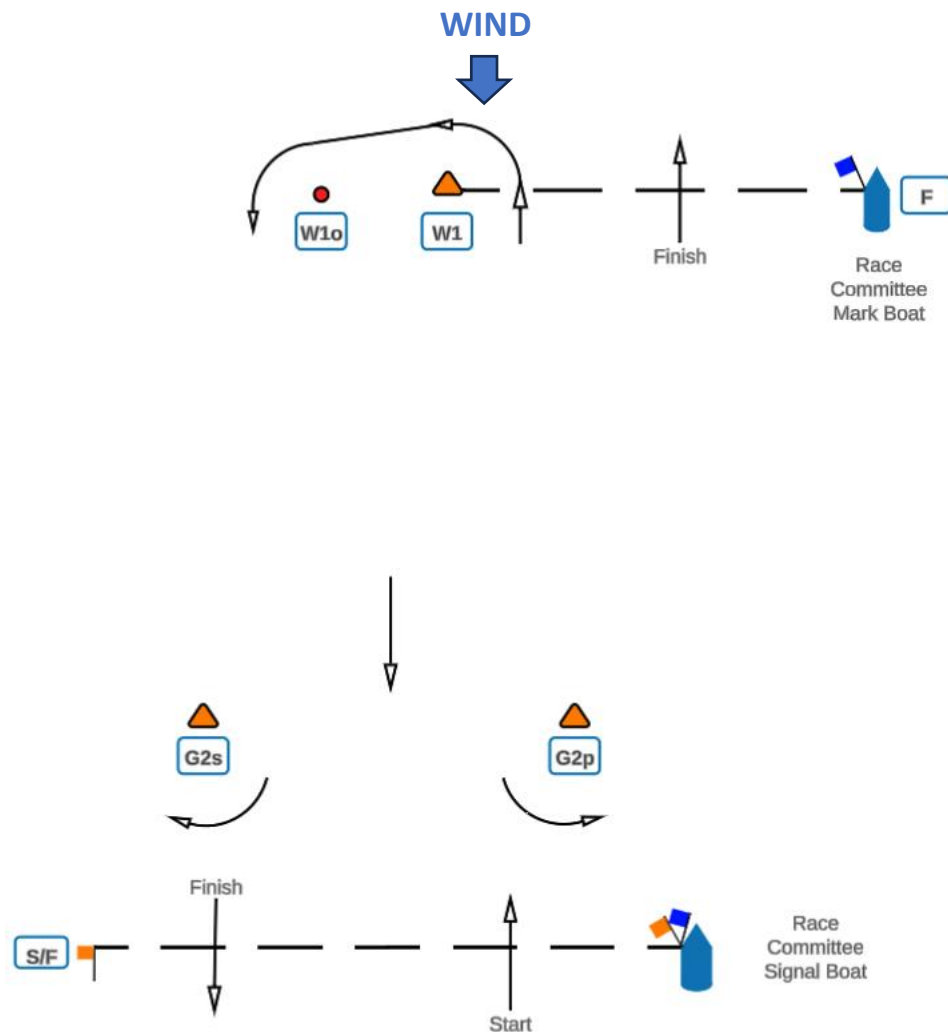 WIND
W1o
W1
Finish
F
Race
Committee
Mark Boat
G2s
G2p
Finish
S/F
Start
Race
Committee
Signal Boat